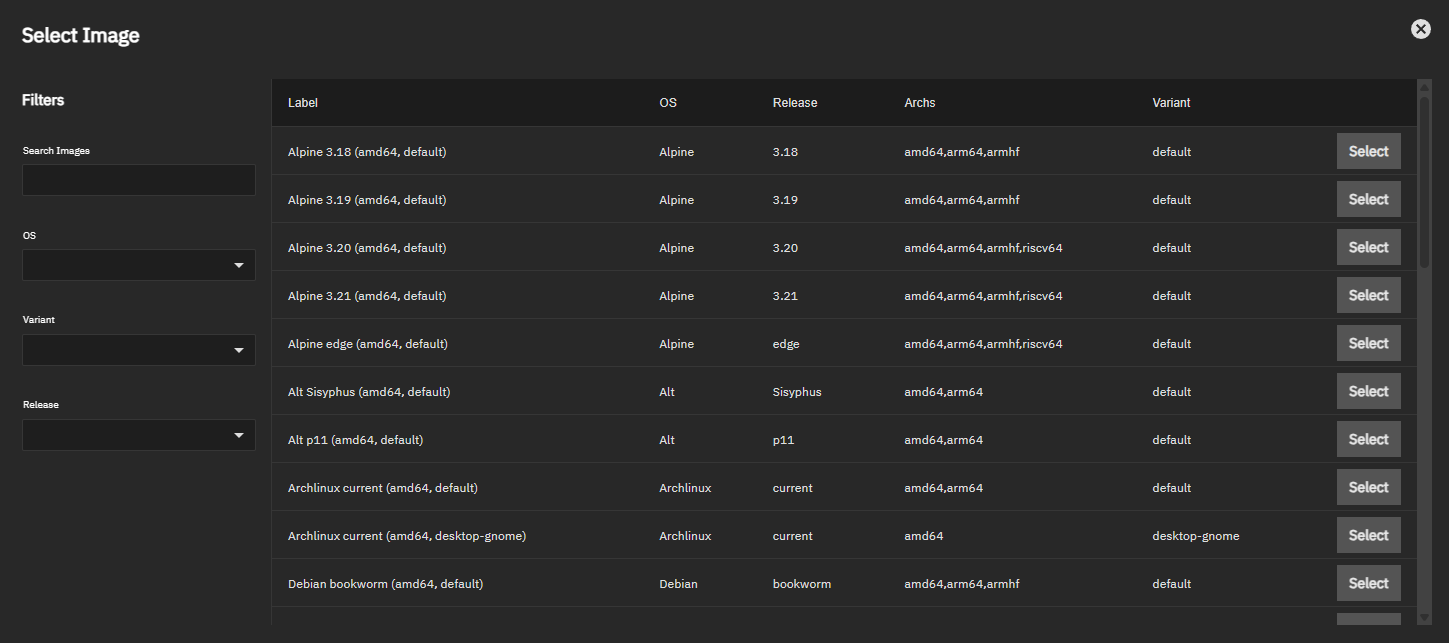 Select Image
Filters
Search Images
OS
Variant
Release
Label OS Release Archs Variant
Alpine 3.18 (amd64, default) Alpine 3.18 amd64,arm64,armhf default Select
Alpine 3.19 (amd64, default) Alpine 3.19 amd64,arm64,armhf default Select
Alpine 3.20 (amd64, default) Alpine 3.20 amd64,arm64,armhf,riscv64 default Select
Alpine 3.21 (amd64, default) Alpine 3.21 amd64,arm64,armhf,riscv64 default Select
Alpine edge (amd64, default) Alpine edge amd64,arm64,armhf,riscv64 default Select
Alt Sisyphus (amd64, default) Alt Sisyphus amd64,arm64 default Select
Alt p11 (amd64, default) Alt p11 amd64,arm64 default Select
Archlinux current (amd64, default) Archlinux current amd64,arm64 default Select
Archlinux current (amd64, desktop-gnome) Archlinux current amd64 desktop-gnome Select
Debian bookworm (amd64, default) Debian bookworm amd64,arm64,armhf default Select